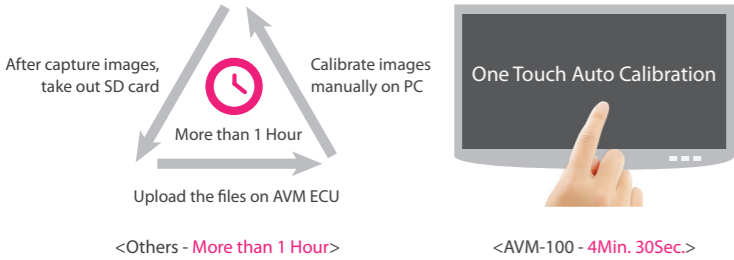 After capture images,
take out SD card
Calibrate images
manually on PC
More than 1 Hour
Upload the files on AVM ECU
<Others - More than 1 Hour>
One Touch Auto Calibration
<AVM-100 - 4Min. 30Sec.>